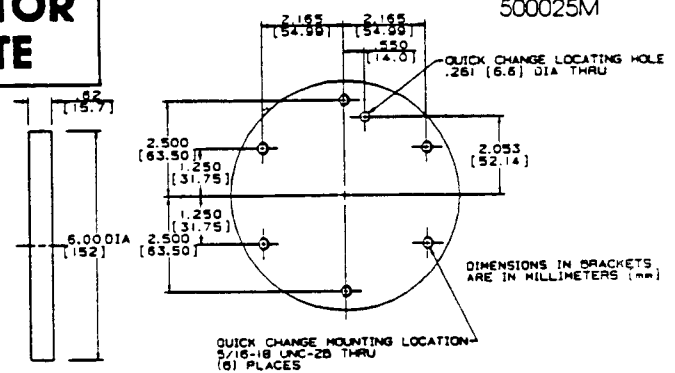 TOR
TE
500025M
2.165
[54.99]
2.165
[54.99]
.550
[14.0]
QUICK CHANGE LOCATING HOLE
.261 [6.6] DIA THRU
.62
[15.7]
2.500
[63.50]
1.250
[31.75]
2.053
[52.14]
1.250
[31.75]
6.00 DIA
[152]
2.500
[63.50]
DIMENSIONS IN BRACKETS
ARE IN MILLIMETERS (mm)
QUICK CHANGE MOUNTING LOCATION
5/16-18 UNC-2B THRU
(6) PLACES